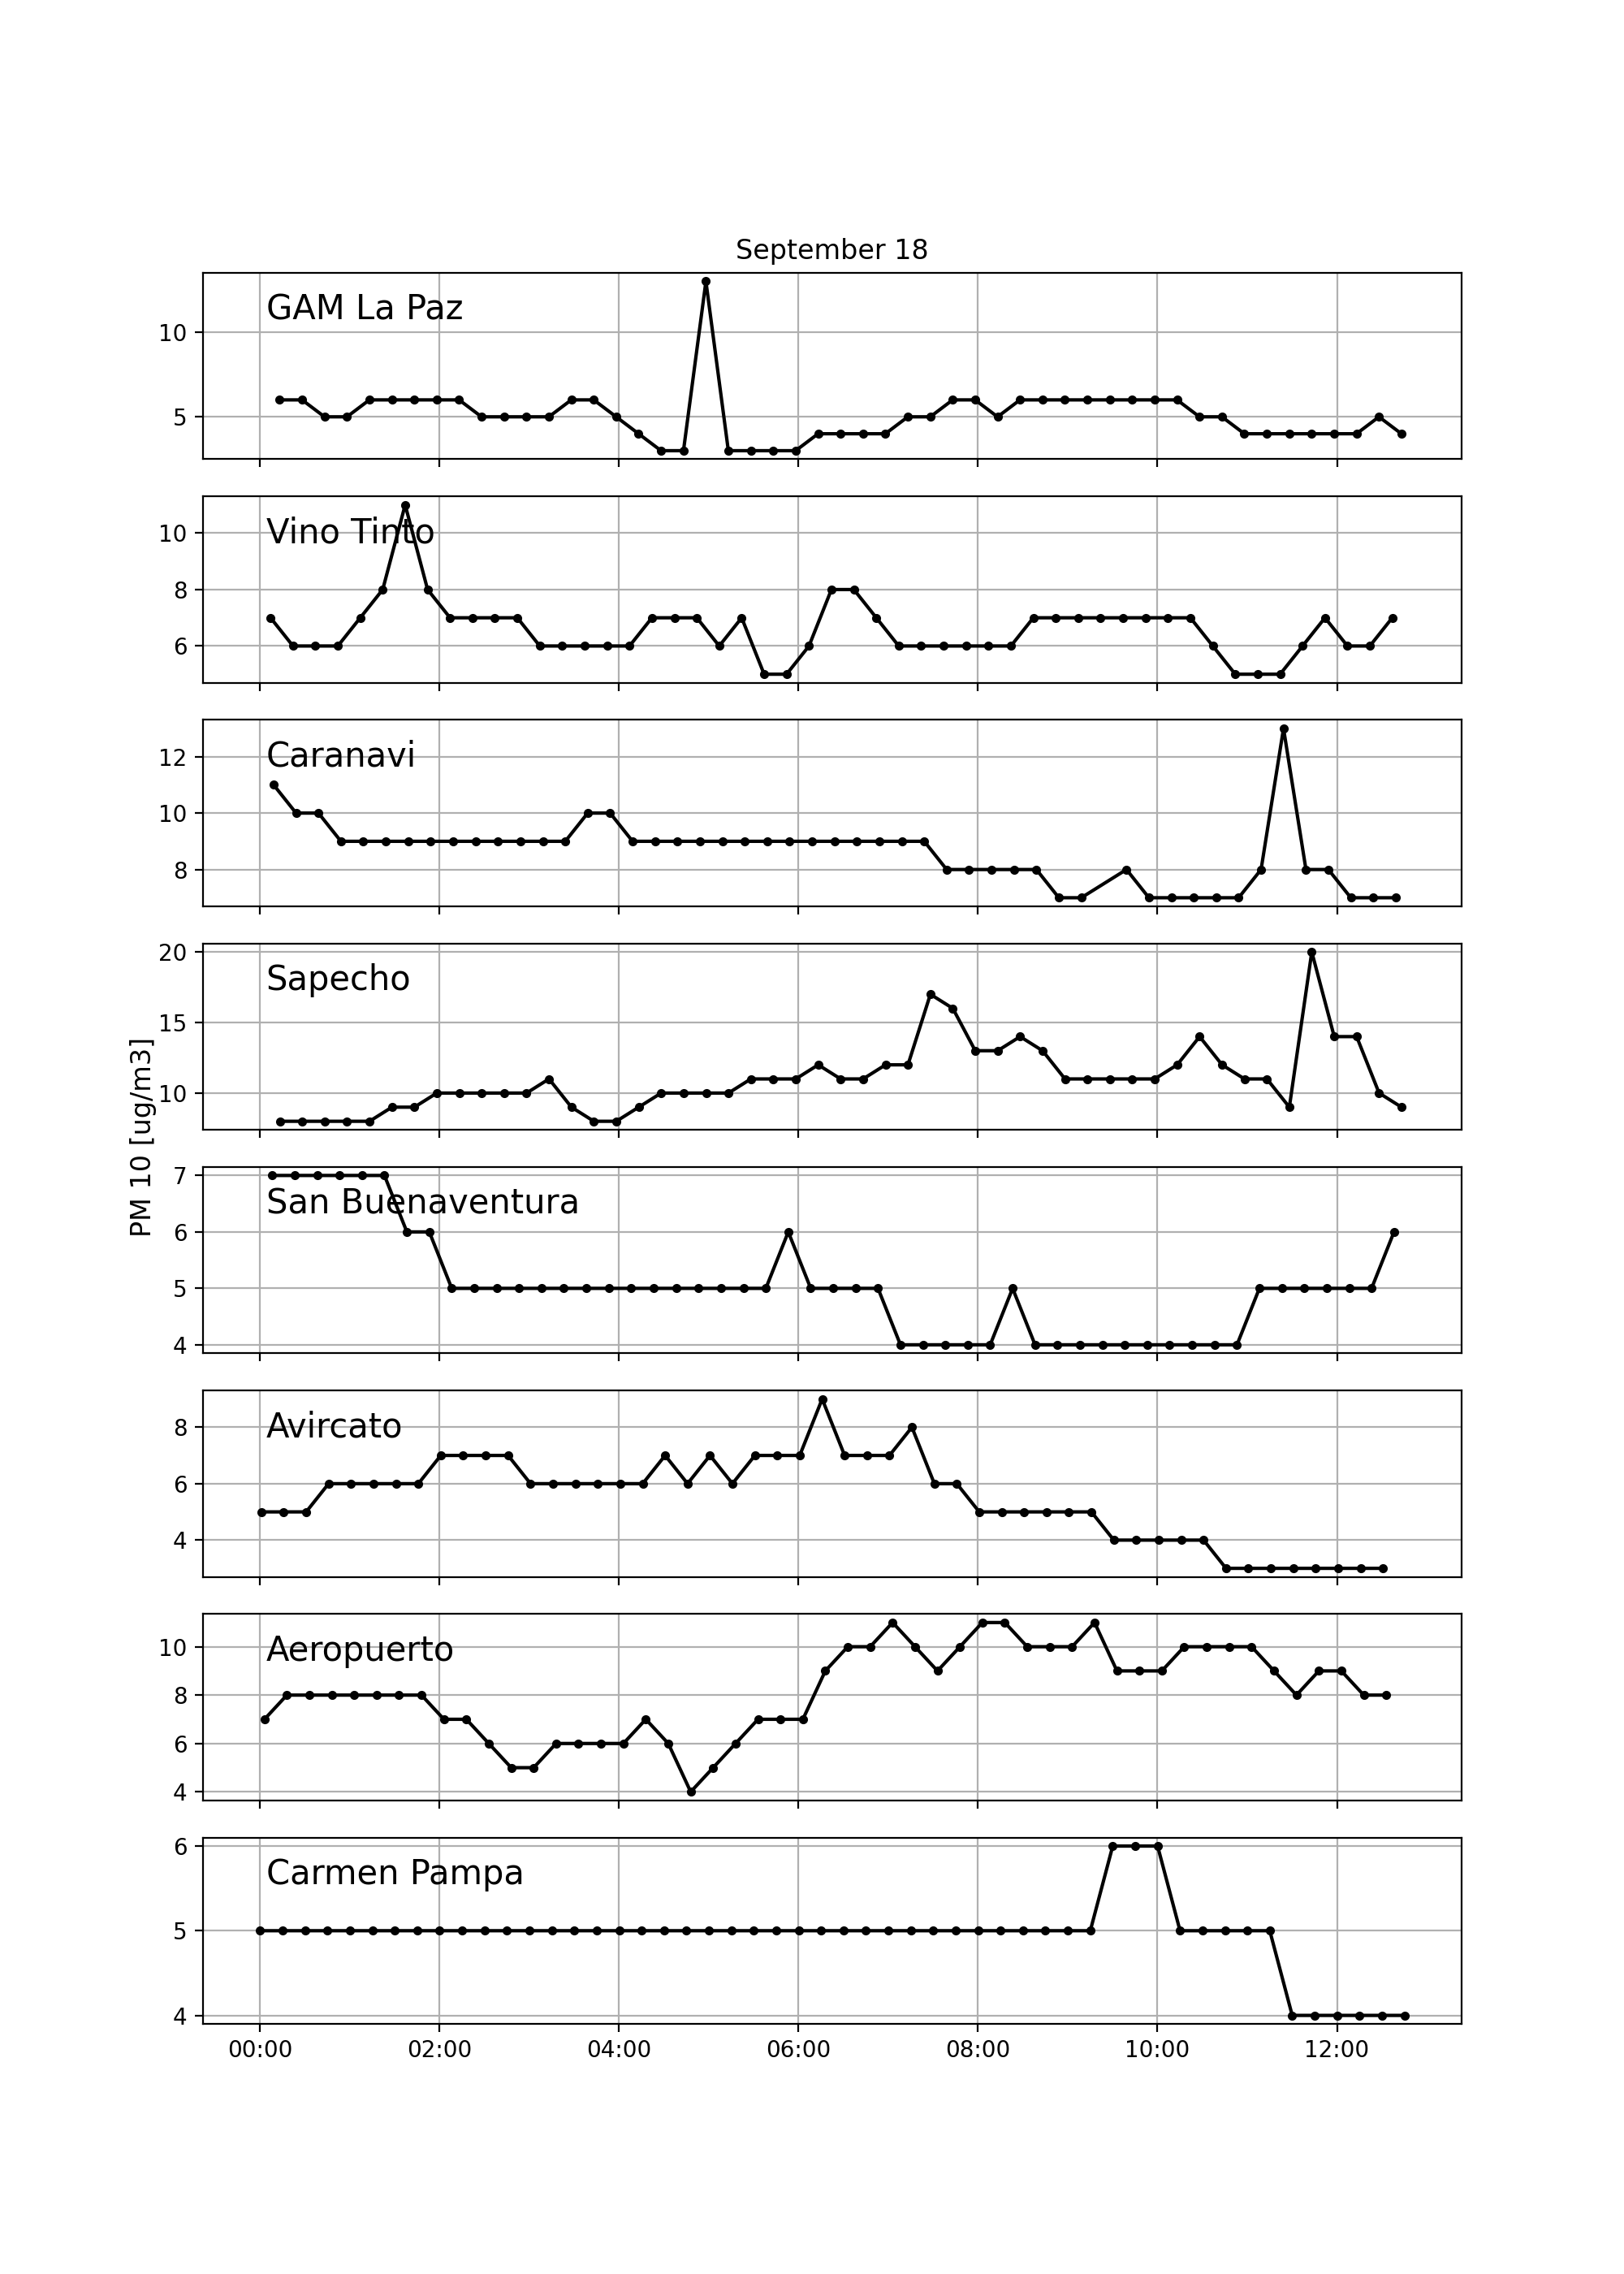 September 18
GAM La Paz
10
5
Vino Tinto
10
8
6
Caranavi
12
10
8
Sapecho
20
15
10
PM 10 [ug/m3]
San Buenaventura
7
6
5
4
Avircato
8
6
4
Aeropuerto
10
8
6
4
Carmen Pampa
6
5
4
00:00 02:00 04:00 06:00 08:00 10:00 12:00